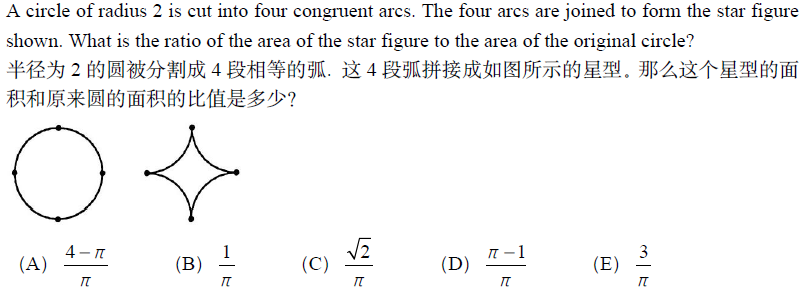 A circle of radius 2 is cut into four congruent arcs. The four arcs are joined to form the star figure
shown. What is the ratio of the area of the star figure to the area of the original circle?
半径为 2 的圆被分割成 4 段相等的弧. 这 4 段弧拼接成如图所示的星型。那么这个星型的面
积和原来圆的面积的比值是多少?
(A) $\frac{4-\pi}{\pi}$ (B) $\frac{1}{\pi}$ (C) $\frac{\sqrt{2}}{\pi}$ (D) $\frac{\pi-1}{\pi}$ (E) $\frac{3}{\pi}$